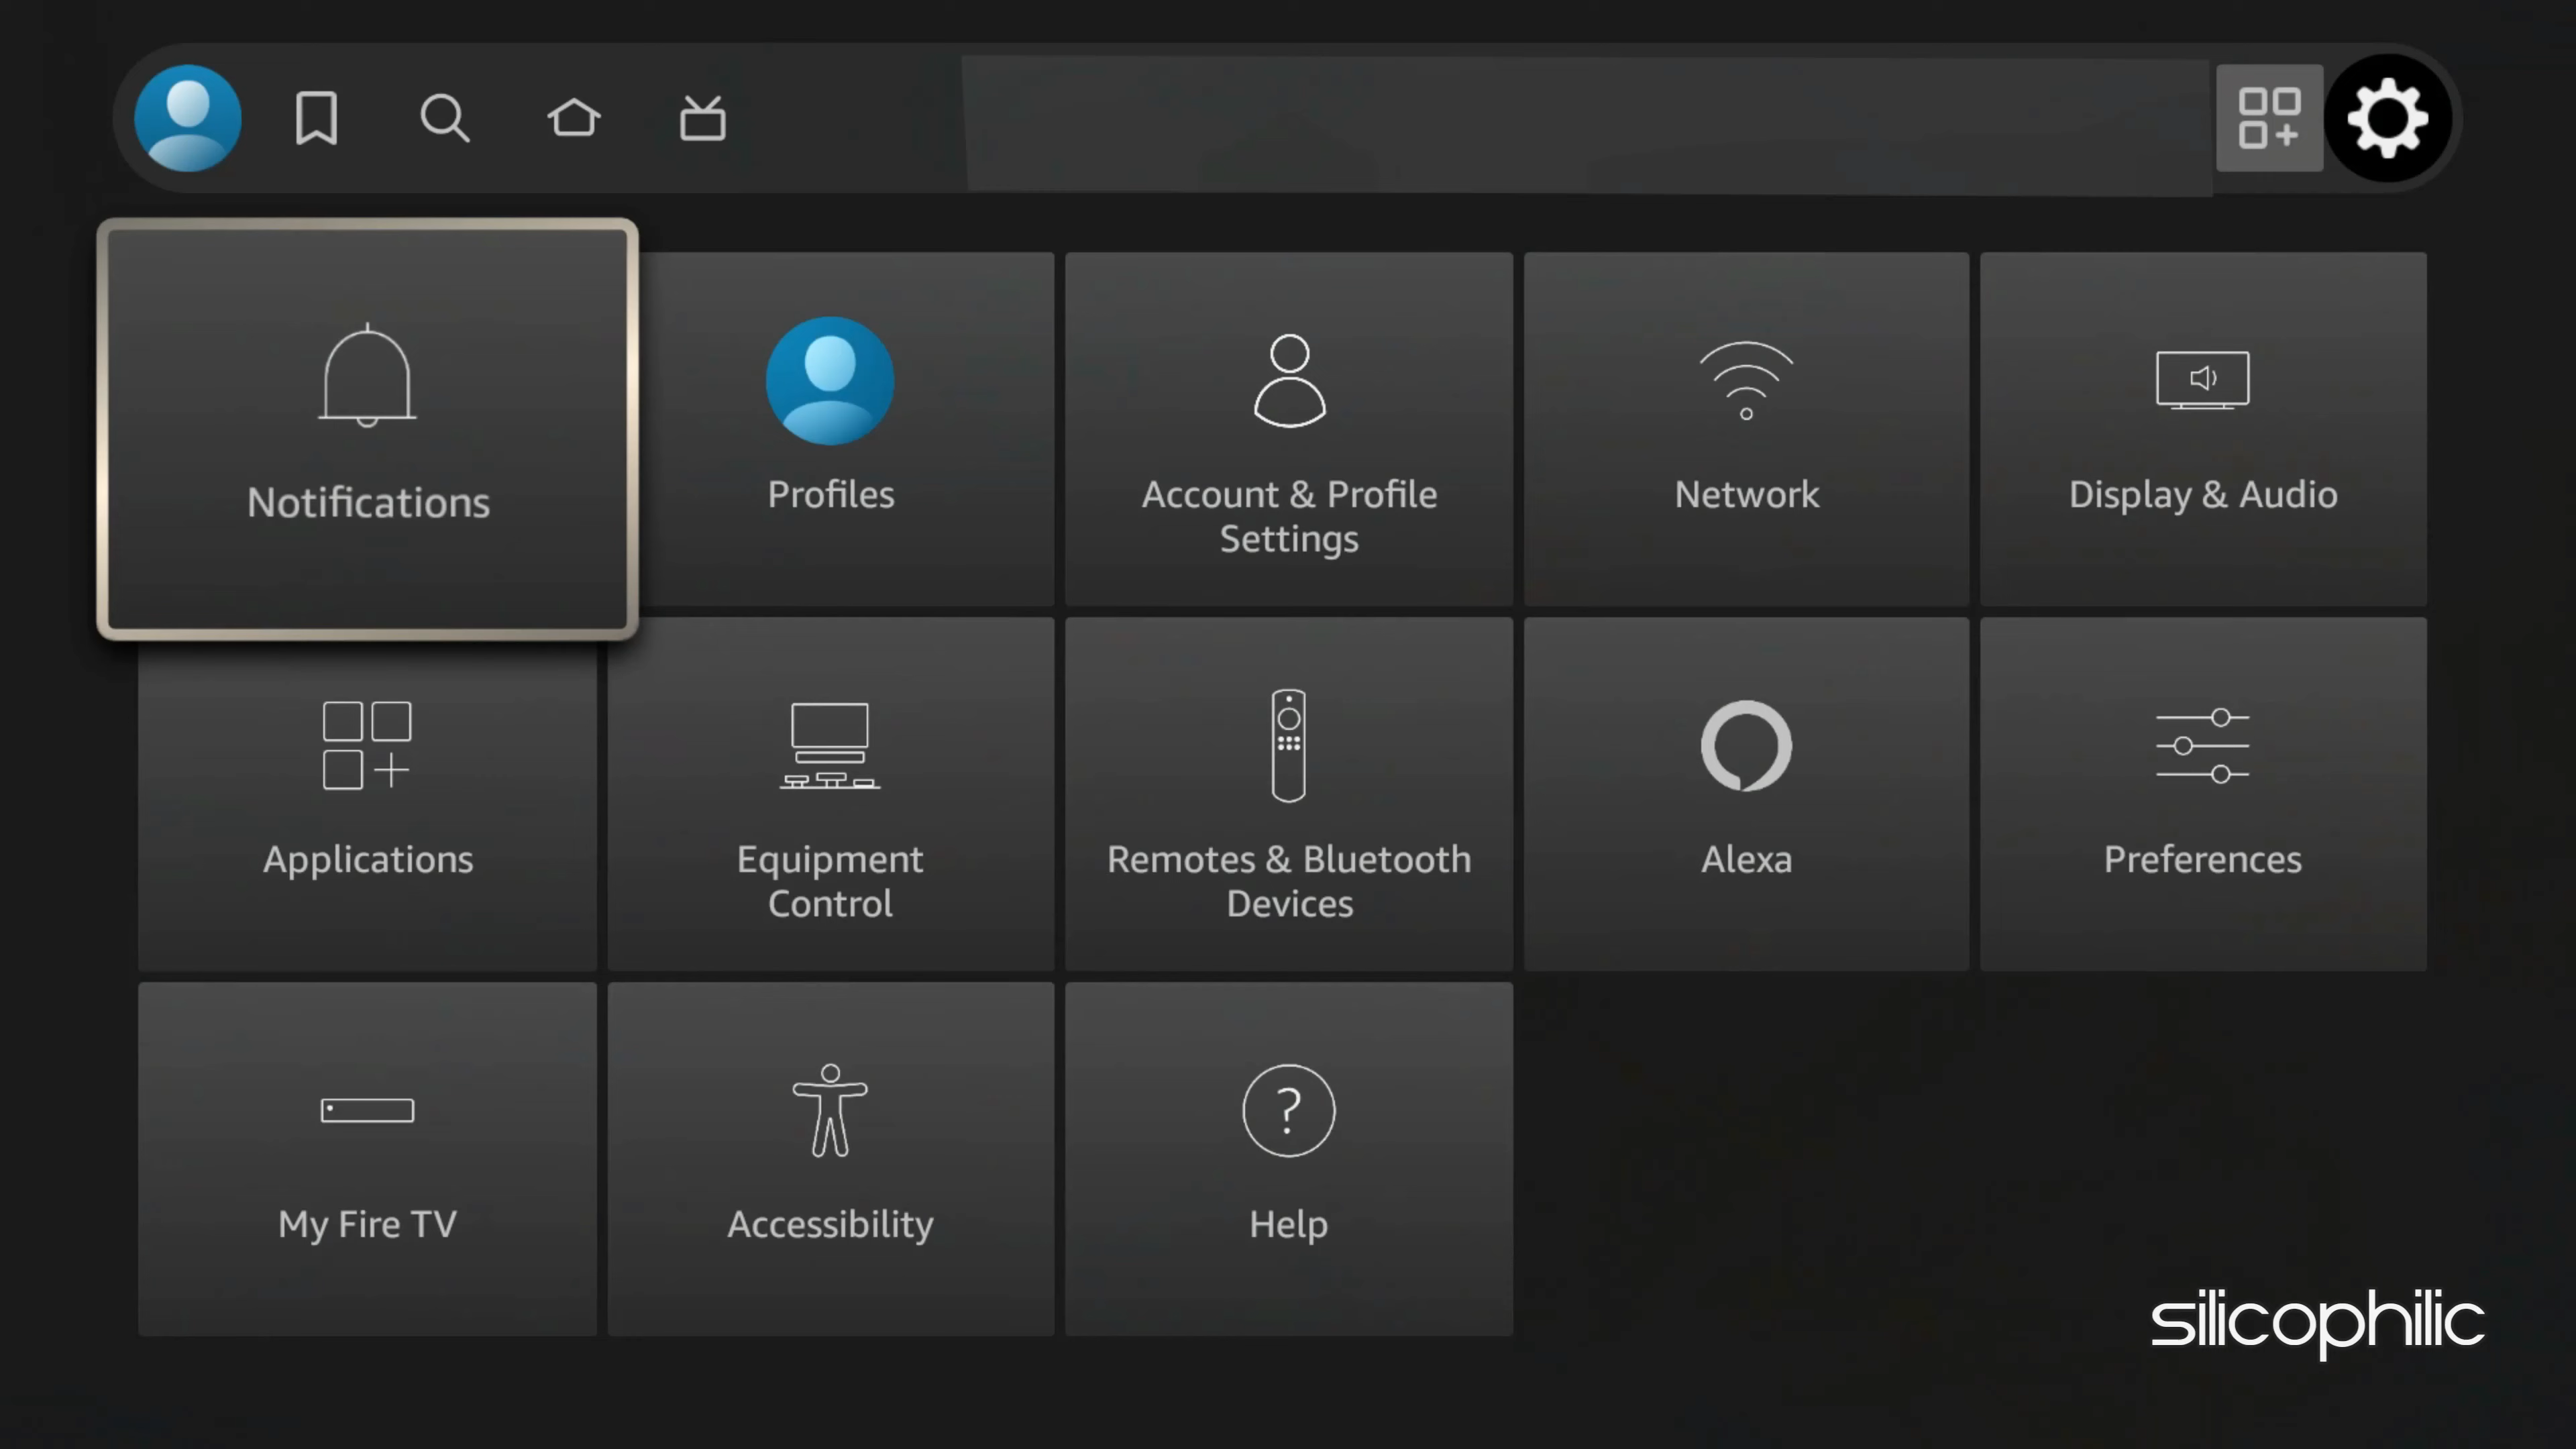 Notifications
Profiles
Account & Profile
Settings
Network
Display & Audio
Applications
Equipment
Control
Remotes & Bluetooth
Devices
Alexa
Preferences
My Fire TV
Accessibility
?
Help
silicophilic